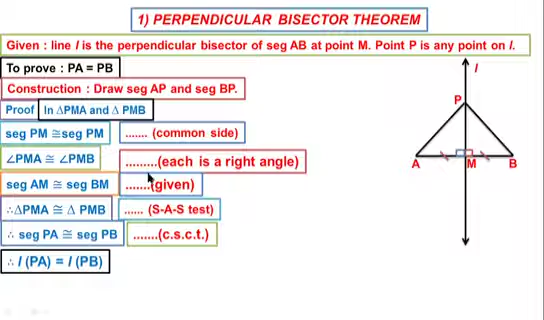 1) PERPENDICULAR BISECTOR THEOREM
Given : line l is the perpendicular bisector of seg AB at point M. Point P is any point on l.
To prove : PA = PB
Construction : Draw seg AP and seg BP.
Proof In ΔPMA and Δ PMB
seg PM ≅seg PM ....... (common side)
∠PMA ≅ ∠PMB .........(each is a right angle)
seg AM ≅ seg BM .......(given)
∴ΔPMA ≅ Δ PMB ...... (S-A-S test)
∴ seg PA ≅ seg PB .......(c.s.c.t.)
∴ l (PA) = l (PB)
l
P
A M B